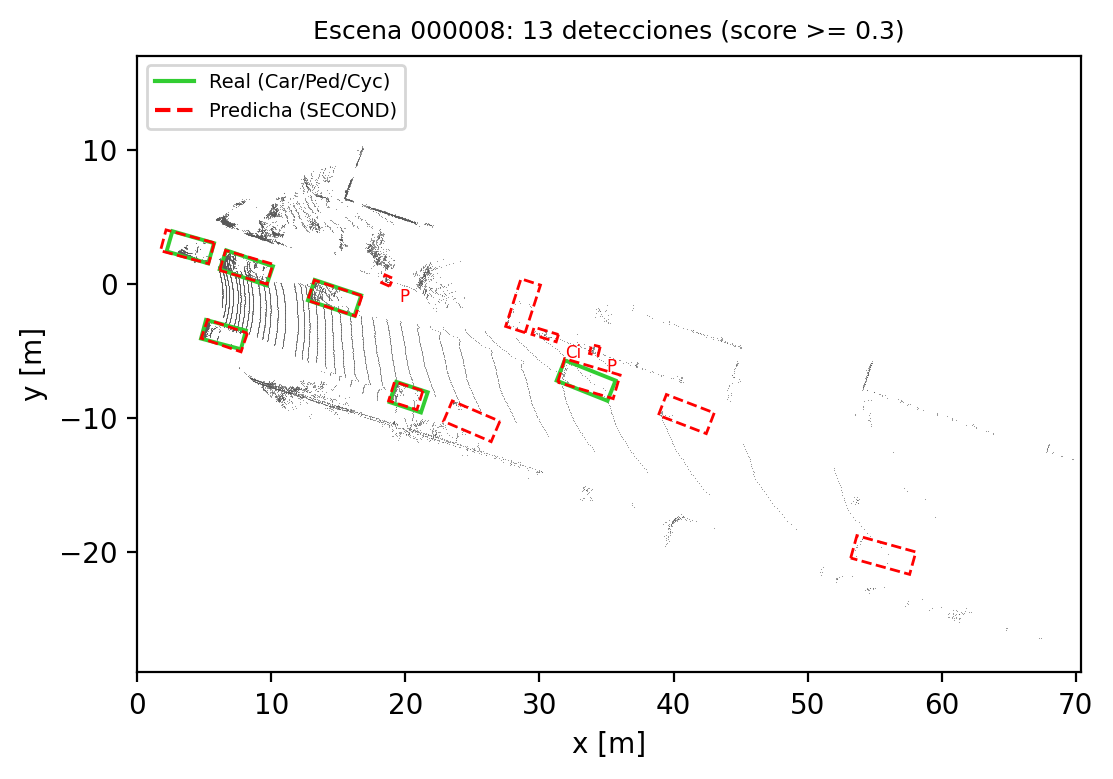 Escena 000008: 13 detecciones (score >= 0.3)
Real (Car/Ped/Cyc)
Predicha (SECOND)
10
0
−10
−20
y [m]
P
Ci
P
0 10 20 30 40 50 60 70
x [m]